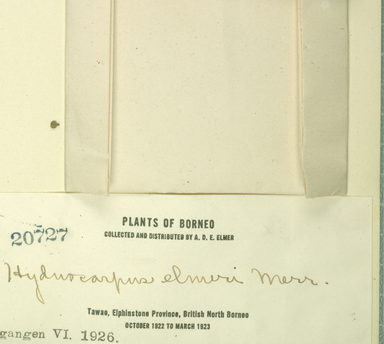 PLANTS OF BORNEO
COLLECTED AND DISTRIBUTED BY A. D. E. ELMER
20727
Hydnocarpus elmeri Merr.
Tawao, Elphinstone Province, British North Borneo
OCTOBER 1922 TO MARCH 1923
gangen VI. 1926.